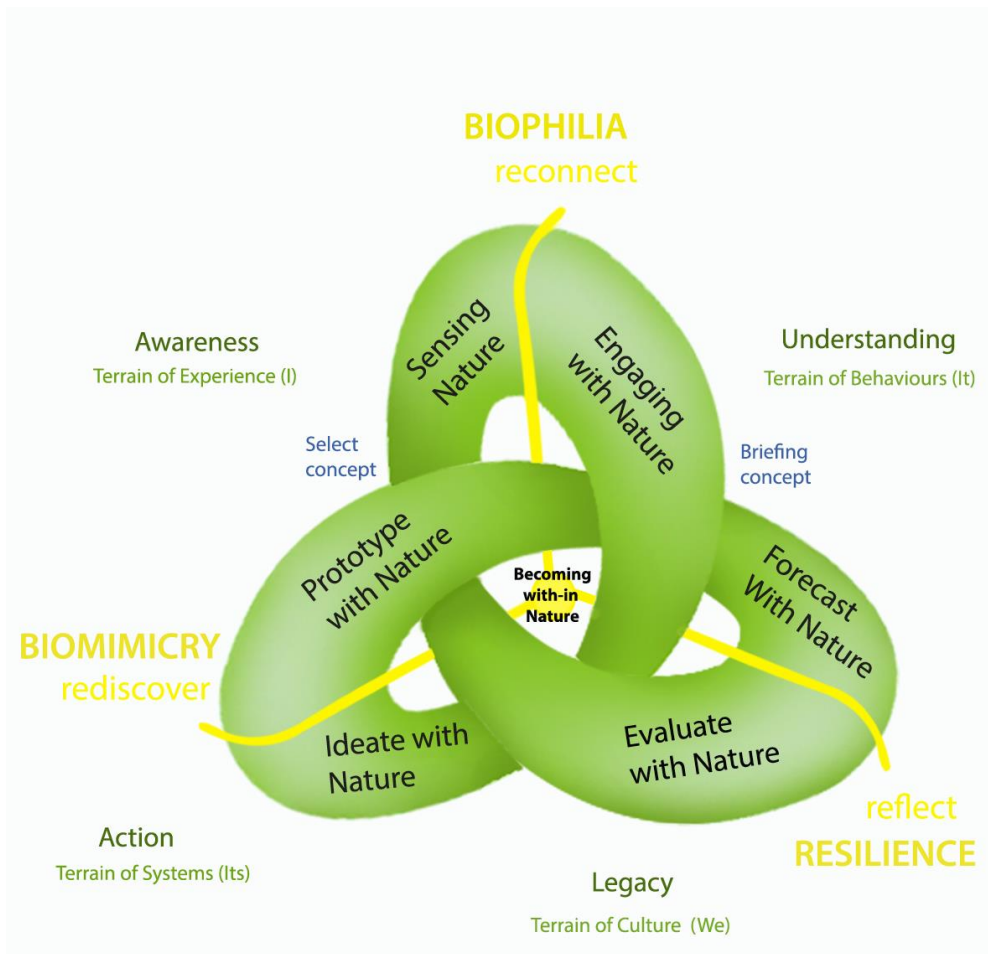 BIOPHILIA
reconnect
Sensing
Nature
Engaging
with Nature
Awareness
Terrain of Experience (I)
Understanding
Terrain of Behaviours (It)
Select
concept
Briefing
concept
Prototype
with Nature
Becoming
with-in
Nature
Forecast
With Nature
BIOMIMICRY
rediscover
Ideate with
Nature
Evaluate
with Nature
reflect
RESILIENCE
Action
Terrain of Systems (Its)
Legacy
Terrain of Culture (We)